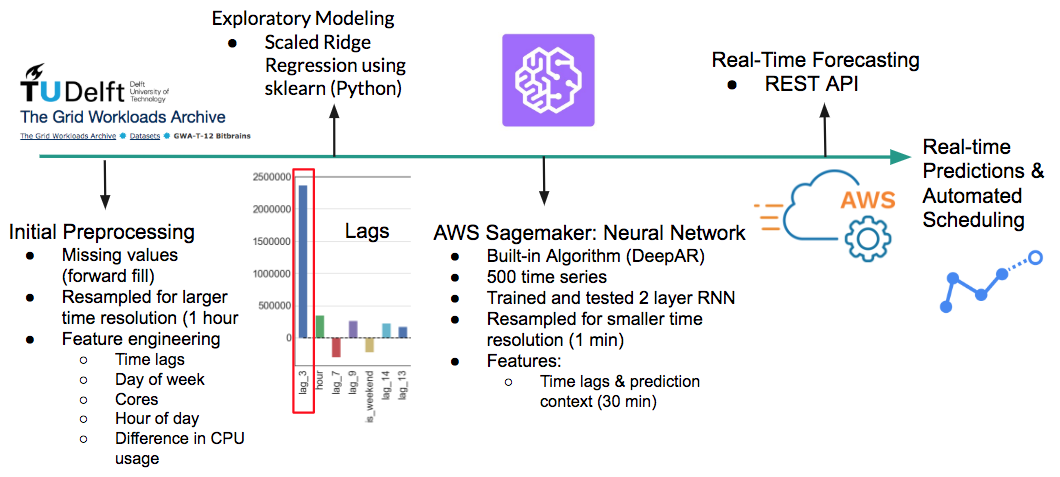 Exploratory Modeling
● Scaled Ridge
Regression using
sklearn (Python)
Real-Time Forecasting
● REST API
TU Delft
Delft
University of
Technology
The Grid Workloads Archive
The Grid Workloads Archive ● Datasets ● GWA-T-12 Bitbrains
Real-time
Predictions &
Automated
Scheduling
Initial Preprocessing
● Missing values
(forward fill)
● Resampled for larger
time resolution (1 hour
● Feature engineering
○ Time lags
○ Day of week
○ Cores
○ Hour of day
○ Difference in CPU
usage
2500000
2000000
1500000
1000000
500000
0
Lags
lag_3
hour
lag_7
lag_9
is_weekend
lag_14
lag_13
AWS Sagemaker: Neural Network
● Built-in Algorithm (DeepAR)
● 500 time series
● Trained and tested 2 layer RNN
● Resampled for smaller time
resolution (1 min)
● Features:
○ Time lags & prediction
context (30 min)
AWS